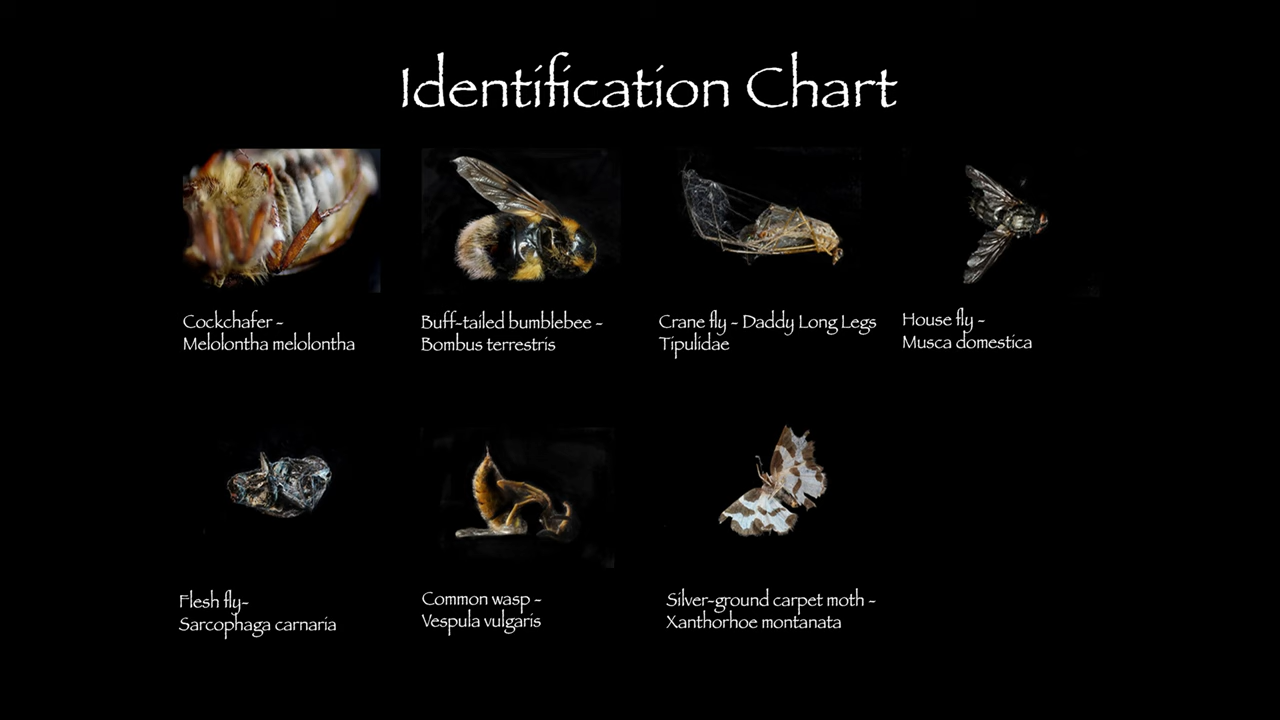 Identification Chart
Cockchafer -
Melolontha melolontha
Buff-tailed bumblebee -
Bombus terrestris
Crane fly - Daddy Long Legs
Tipulidae
House fly -
Musca domestica
Flesh fly-
Sarcophaga carnaria
Common wasp -
Vespula vulgaris
Silver-ground carpet moth -
Xanthorhoe montanata